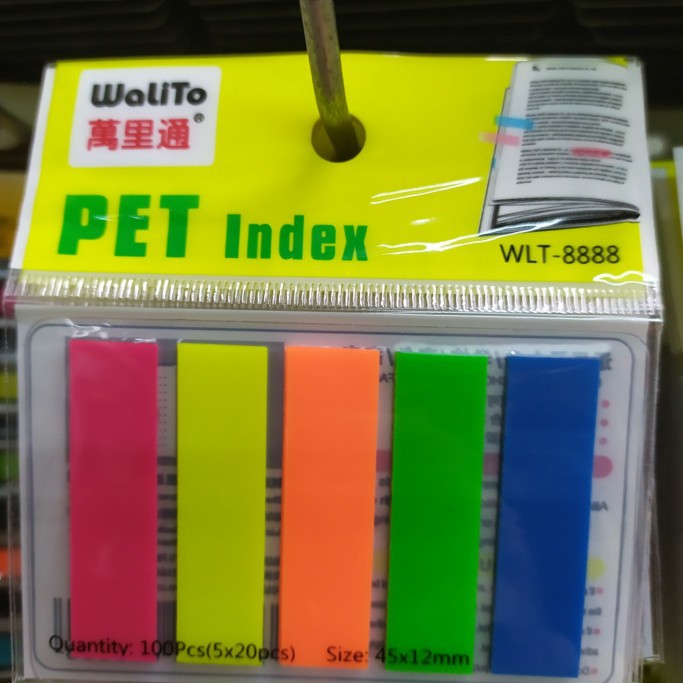 WaLiTo
萬里通®
PET Index
WLT-8888
Quantity: 100Pcs(5x20pcs) Size: 45x12mm